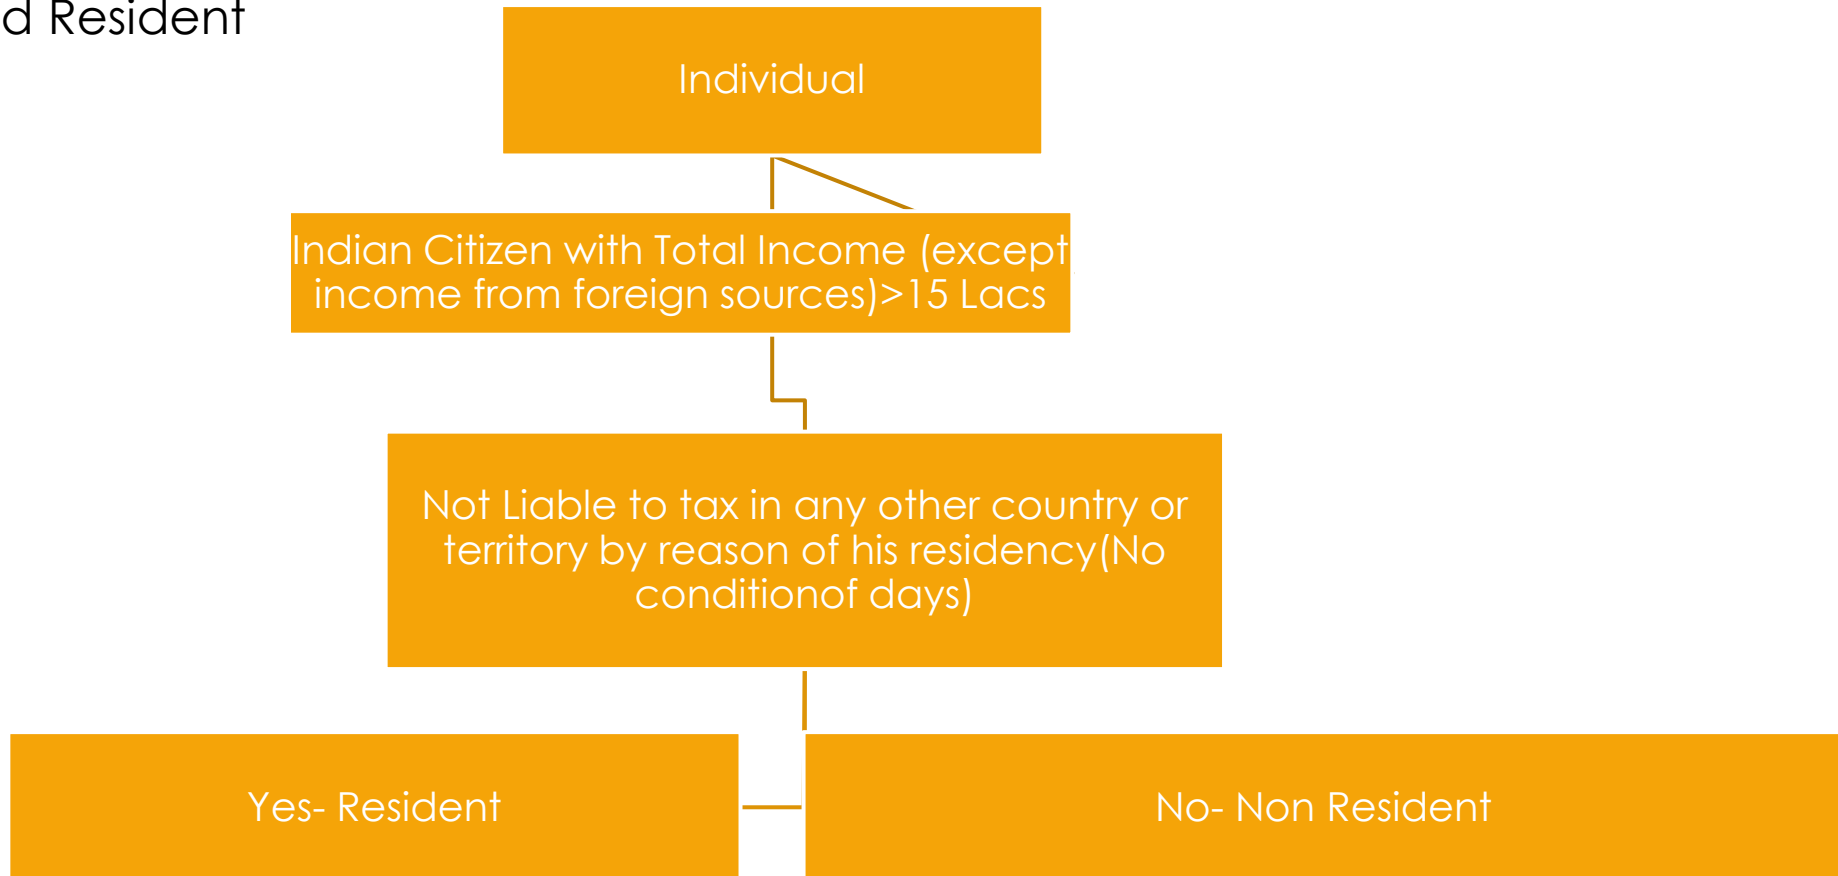 d Resident
Individual
Indian Citizen with Total Income (except
income from foreign sources)>15 Lacs
Not Liable to tax in any other country or
territory by reason of his residency(No
conditionof days)
Yes- Resident
No- Non Resident